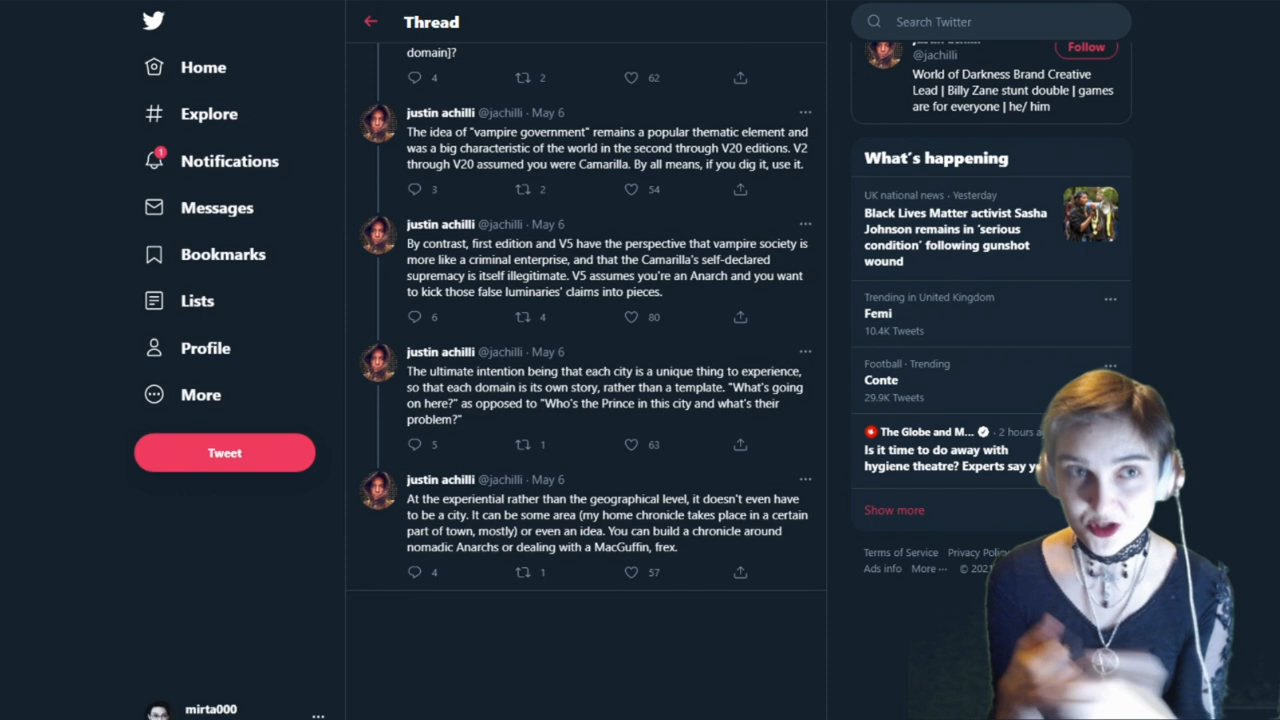 Home
Explore
1
Notifications
Messages
Bookmarks
Lists
Profile
More
Tweet
mirta000
Thread
domain]?
4 2 62
justin achilli @jachilli · May 6
The idea of "vampire government" remains a popular thematic element and
was a big characteristic of the world in the second through V20 editions. V2
through V20 assumed you were Camarilla. By all means, if you dig it, use it.
3 2 54
justin achilli @jachilli · May 6
By contrast, first edition and V5 have the perspective that vampire society is
more like a criminal enterprise, and that the Camarilla's self-declared
supremacy is itself illegitimate. V5 assumes you're an Anarch and you want
to kick those false luminaries' claims into pieces.
6 4 80
justin achilli @jachilli · May 6
The ultimate intention being that each city is a unique thing to experience,
so that each domain is its own story, rather than a template. "What's going
on here?" as opposed to "Who's the Prince in this city and what's their
problem?"
5 1 63
justin achilli @jachilli · May 6
At the experiential rather than the geographical level, it doesn't even have
to be a city. It can be some area (my home chronicle takes place in a certain
part of town, mostly) or even an idea. You can build a chronicle around
nomadic Anarchs or dealing with a MacGuffin, frex.
4 1 57
Search Twitter
justin achilli
@jachilli
Follow
World of Darkness Brand Creative
Lead | Billy Zane stunt double | games
are for everyone | he/ him
What's happening
UK national news · Yesterday
Black Lives Matter activist Sasha
Johnson remains in 'serious
condition' following gunshot
wound
Trending in United Kingdom
Femi
10.4K Tweets
Football · Trending
Conte
29.9K Tweets
The Globe and M... · 2 hours
Is it time to do away with
hygiene theatre? Experts say
Show more
Terms of Service Privacy
Ads info More ··· © 2021